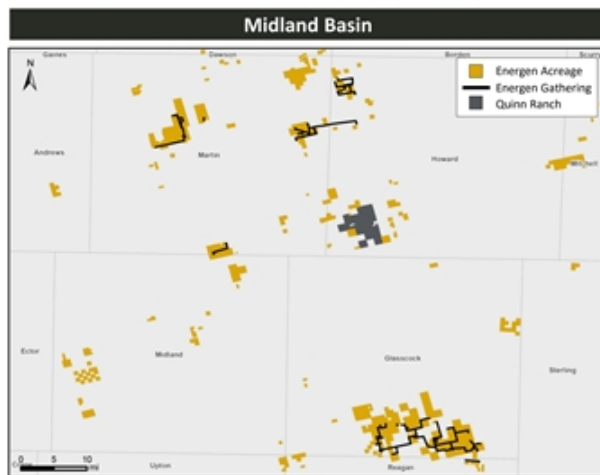 Midland Basin
Gaines
Dawson
Borden
Scurry
N
Energen Acreage
Energen Gathering
Quinn Ranch
Andrews
Martin
Howard
Mitchell
Ector
Midland
Glasscock
Sterling
0 5 10
mi
Upton
Reagan